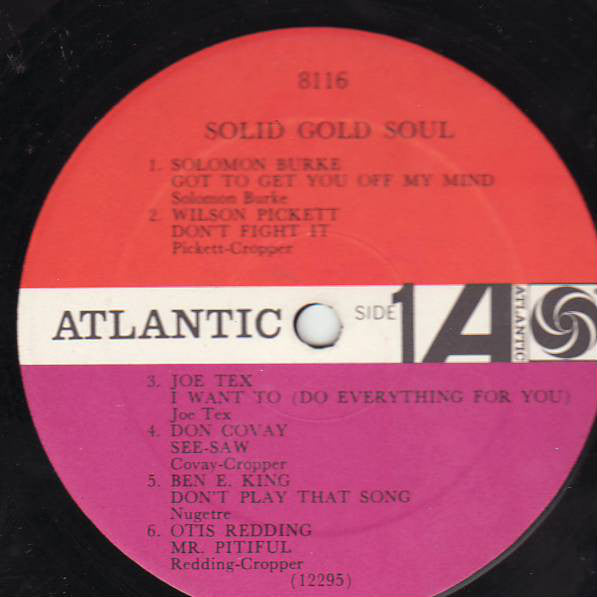 8116
SOLID GOLD SOUL
1. SOLOMON BURKE
GOT TO GET YOU OFF MY MIND
Solomon Burke
2. WILSON PICKETT
DON'T FIGHT IT
Pickett-Cropper
ATLANTIC SIDE 1 A ATLANTIC
3. JOE TEX
I WANT TO (DO EVERYTHING FOR YOU)
Joe Tex
4. DON COVAY
SEE-SAW
Covay-Cropper
5. BEN E. KING
DON'T PLAY THAT SONG
Nugetre
6. OTIS REDDING
MR. PITIFUL
Redding-Cropper
(12295)